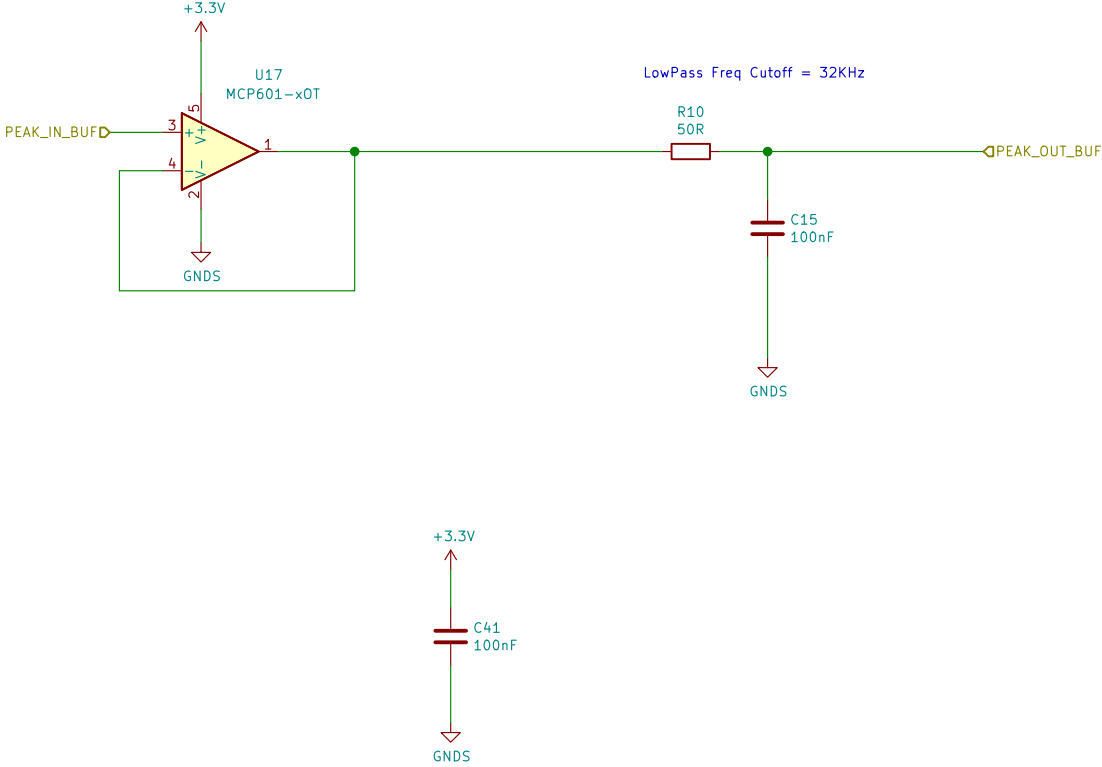 +3.3V
U17
MCP601-xOT
LowPass Freq Cutoff = 32KHz
PEAK_IN_BUF
3
5
+
V+
1
4
-
V-
2
GNDS
R10
50R
PEAK_OUT_BUF
C15
100nF
GNDS
+3.3V
C41
100nF
GNDS